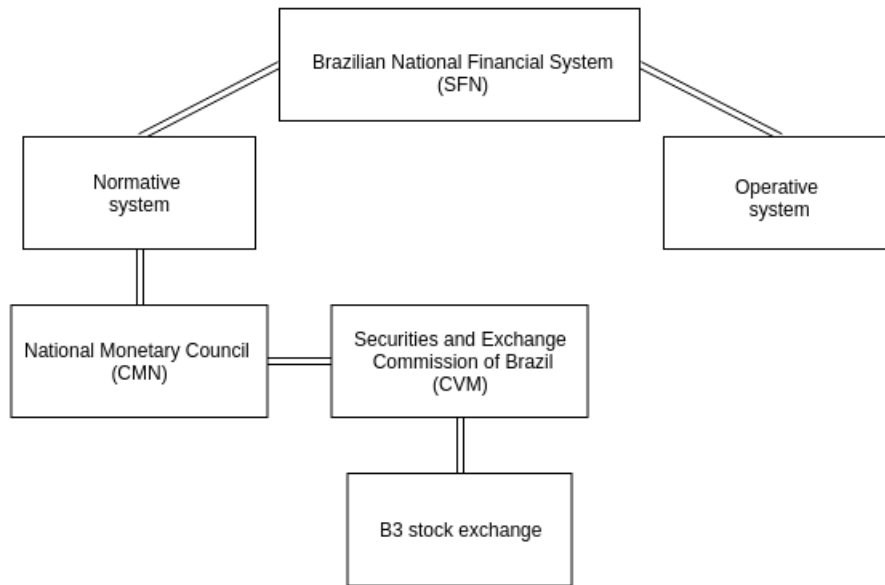 Brazilian National Financial System
(SFN)
Normative
system
Operative
system
National Monetary Council
(CMN)
Securities and Exchange
Commission of Brazil
(CVM)
B3 stock exchange